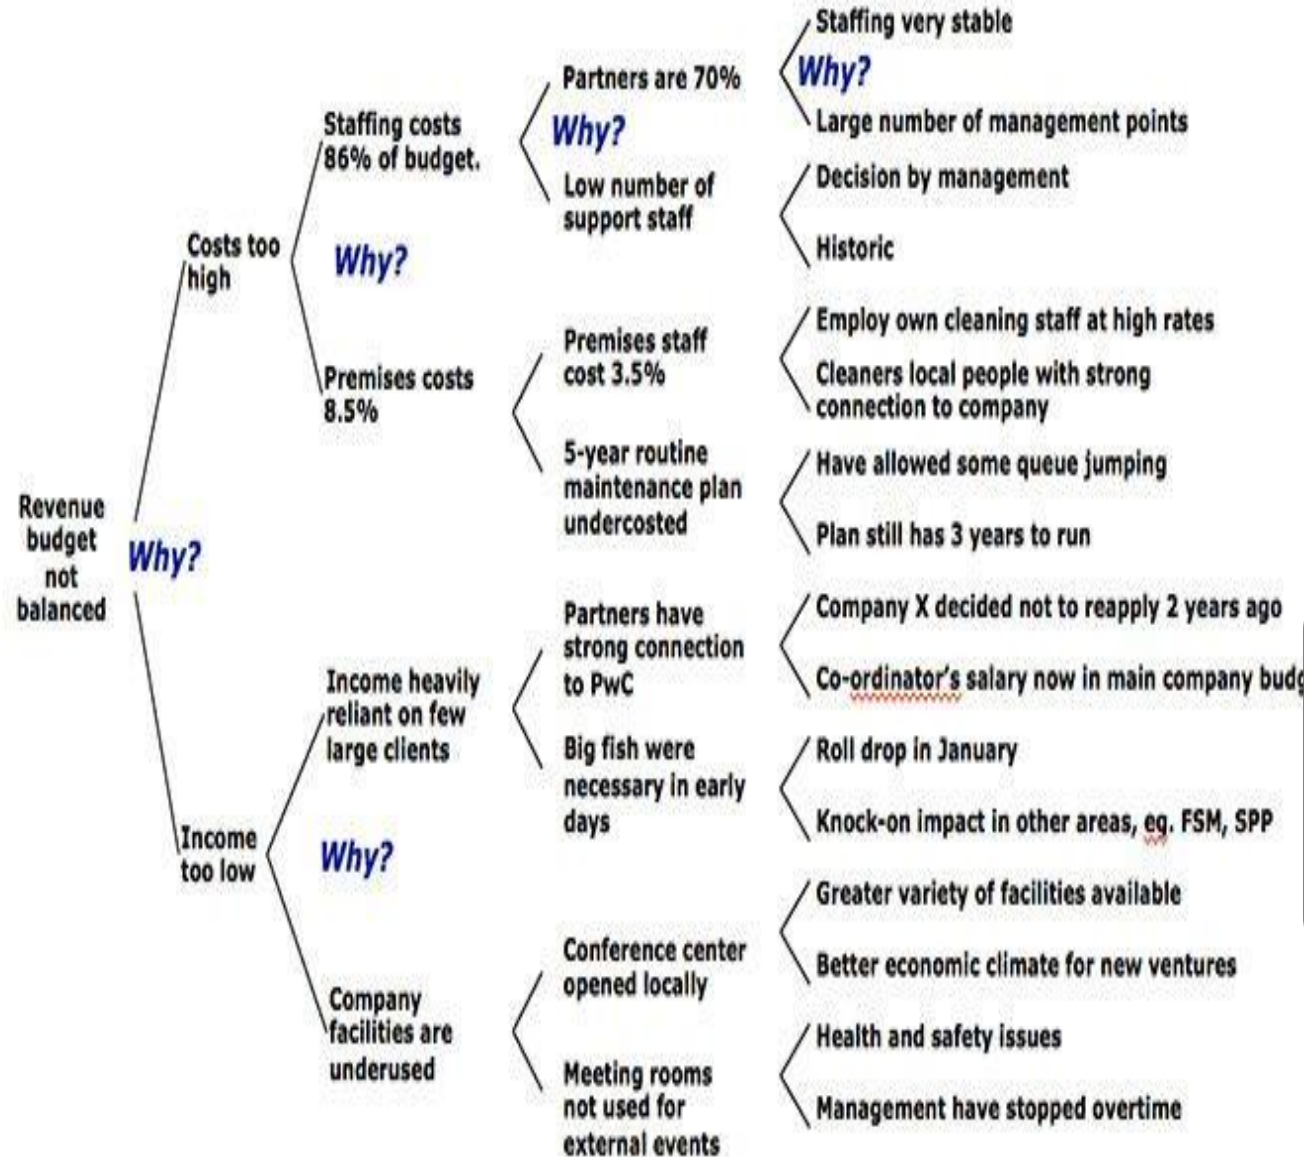 Revenue
budget
not
balanced
Why?
Costs too
high
Why?
Staffing costs
86% of budget.
Why?
Partners are 70%
Why?
Staffing very stable
Large number of management points
Low number of
support staff
Decision by management
Historic
Premises costs
8.5%
Premises staff
cost 3.5%
Employ own cleaning staff at high rates
Cleaners local people with strong
connection to company
5-year routine
maintenance plan
undercosted
Have allowed some queue jumping
Plan still has 3 years to run
Income
too low
Why?
Income heavily
reliant on few
large clients
Partners have
strong connection
to PwC
Company X decided not to reapply 2 years ago
Co-ordinator's salary now in main company budg
Big fish were
necessary in early
days
Roll drop in January
Knock-on impact in other areas, eg. FSM, SPP
Company
facilities are
underused
Conference center
opened locally
Greater variety of facilities available
Better economic climate for new ventures
Meeting rooms
not used for
external events
Health and safety issues
Management have stopped overtime